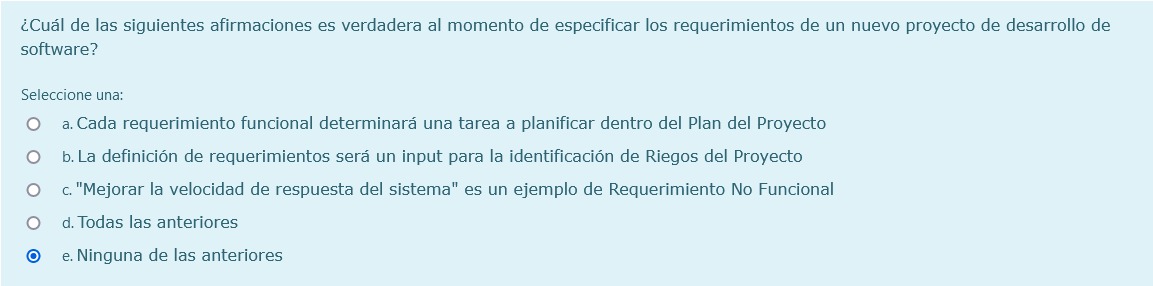 ¿Cuál de las siguientes afirmaciones es verdadera al momento de especificar los requerimientos de un nuevo proyecto de desarrollo de
software?
Seleccione una:
a. Cada requerimiento funcional determinará una tarea a planificar dentro del Plan del Proyecto
b. La definición de requerimientos será un input para la identificación de Riegos del Proyecto
c. "Mejorar la velocidad de respuesta del sistema" es un ejemplo de Requerimiento No Funcional
d. Todas las anteriores
e. Ninguna de las anteriores